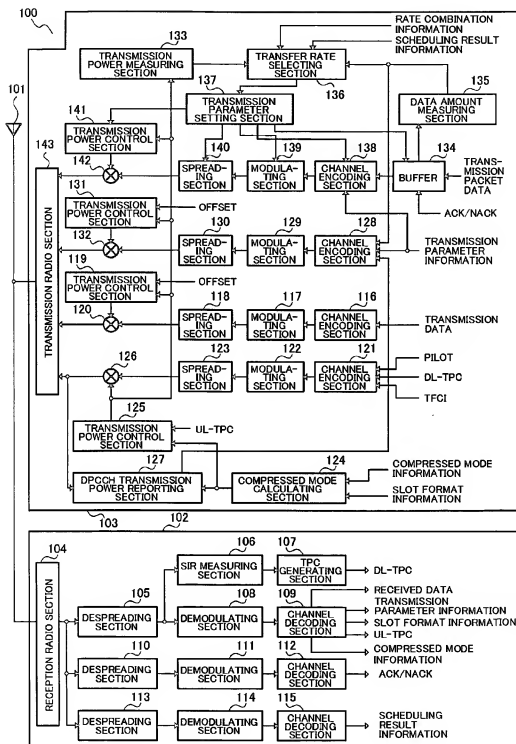 100
101
133
TRANSMISSION
POWER MEASURING
SECTION
RATE COMBINATION
INFORMATION
SCHEDULING RESULT
INFORMATION
TRANSFER RATE
SELECTING
SECTION
136
135
DATA AMOUNT
MEASURING
SECTION
137
TRANSMISSION
PARAMETER
SETTING SECTION
141
TRANSMISSION
POWER CONTROL
SECTION
143
TRANSMISSION RADIO SECTION
142
140
SPREAD-
ING
SECTION
139
MODULA-
TING
SECTION
138
CHANNEL
ENCODING
SECTION
134
BUFFER
TRANS-
MISSION
PACKET
DATA
ACK/NACK
131
TRANSMISSION
POWER CONTROL
SECTION
OFFSET
132
130
SPREAD-
ING
SECTION
129
MODULA-
TING
SECTION
128
CHANNEL
ENCODING
SECTION
TRANSMISSION
PARAMETER
INFORMATION
119
TRANSMISSION
POWER CONTROL
SECTION
OFFSET
120
118
SPREAD-
ING
SECTION
117
MODULA-
TING
SECTION
116
CHANNEL
ENCODING
SECTION
TRANSMISSION
DATA
126
123
SPREAD-
ING
SECTION
122
MODULA-
TING
SECTION
121
CHANNEL
ENCODING
SECTION
PILOT
DL-TPC
TFCI
125
TRANSMISSION
POWER CONTROL
SECTION
UL-TPC
127
DPCCH TRANSMISSION
POWER REPORTING
SECTION
124
COMPRESSED MODE
CALCULATING
SECTION
COMPRESSED MODE
INFORMATION
SLOT FORMAT
INFORMATION
103
102
104
RECEPTION RADIO SECTION
106
SIR MEASURING
SECTION
107
TPC
GENERATING
SECTION
DL-TPC
105
DESPREADING
SECTION
108
DEMODULATING
SECTION
109
CHANNEL
DECODING
SECTION
RECEIVED DATA
TRANSMISSION
PARAMETER INFORMATION
SLOT FORMAT INFORMATION
UL-TPC
COMPRESSED MODE
INFORMATION
110
DESPREADING
SECTION
111
DEMODULATING
SECTION
112
CHANNEL
DECODING
SECTION
ACK/NACK
113
DESPREADING
SECTION
114
DEMODULATING
SECTION
115
CHANNEL
DECODING
SECTION
SCHEDULING
RESULT
INFORMATION